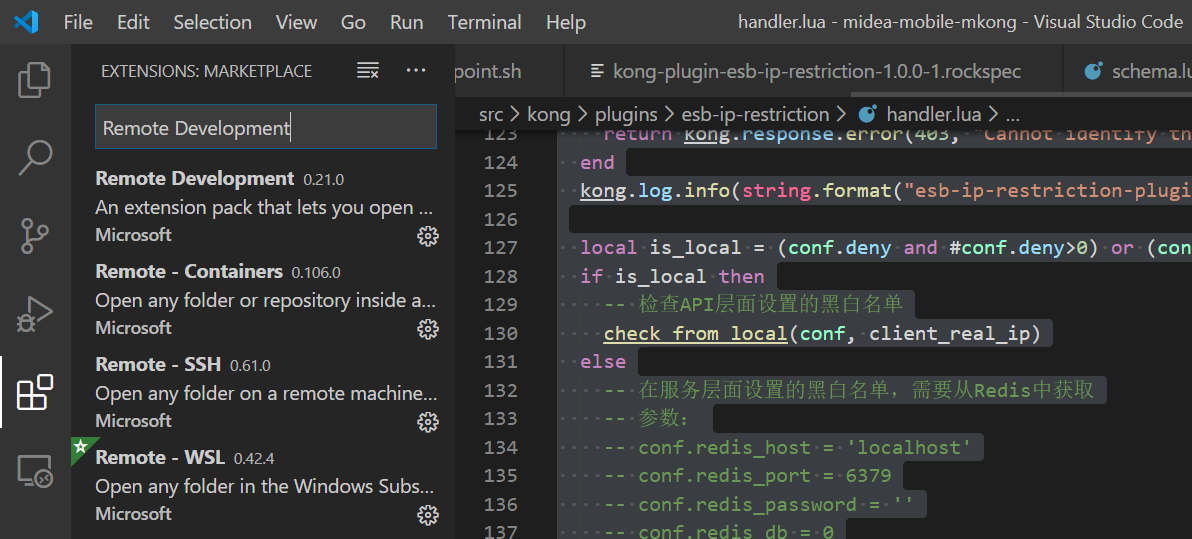 File Edit Selection View Go Run Terminal Help handler.lua - midea-mobile-mkong - Visual Studio Code
EXTENSIONS: MARKETPLACE ···
Remote Development
Remote Development 0.21.0
An extension pack that lets you open ...
Microsoft
Remote - Containers 0.106.0
Open any folder or repository inside a...
Microsoft
Remote - SSH 0.61.0
Open any folder on a remote machine...
Microsoft
Remote - WSL 0.42.4
Open any folder in the Windows Subs...
Microsoft
point.sh kong-plugin-esb-ip-restriction-1.0.0-1.rockspec schema.lu
src > kong > plugins > esb-ip-restriction > handler.lua > ...
123 return kong.response.error(403, "Cannot identify th
124 end
125 kong.log.info(string.format("esb-ip-restriction-plugi
126
127 local is_local = (conf.deny and #conf.deny>0) or (con
128 if is_local then
129 -- 检查API层面设置的黑白名单
130 check_from_local(conf, client_real_ip)
131 else
132 -- 在服务层面设置的黑白名单，需要从Redis中获取
133 -- 参数：
134 -- conf.redis_host = 'localhost'
135 -- conf.redis_port = 6379
136 -- conf.redis_password = ''
137 -- conf.redis_db = 0